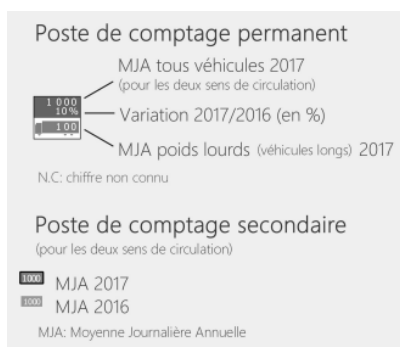 Poste de comptage permanent
MJA tous véhicules 2017
(pour les deux sens de circulation)
1 000
10%
Variation 2017/2016 (en %)
100
MJA poids lourds (véhicules longs) 2017
N.C: chiffre non connu
Poste de comptage secondaire
(pour les deux sens de circulation)
1000 MJA 2017
1000 MJA 2016
MJA: Moyenne Journalière Annuelle